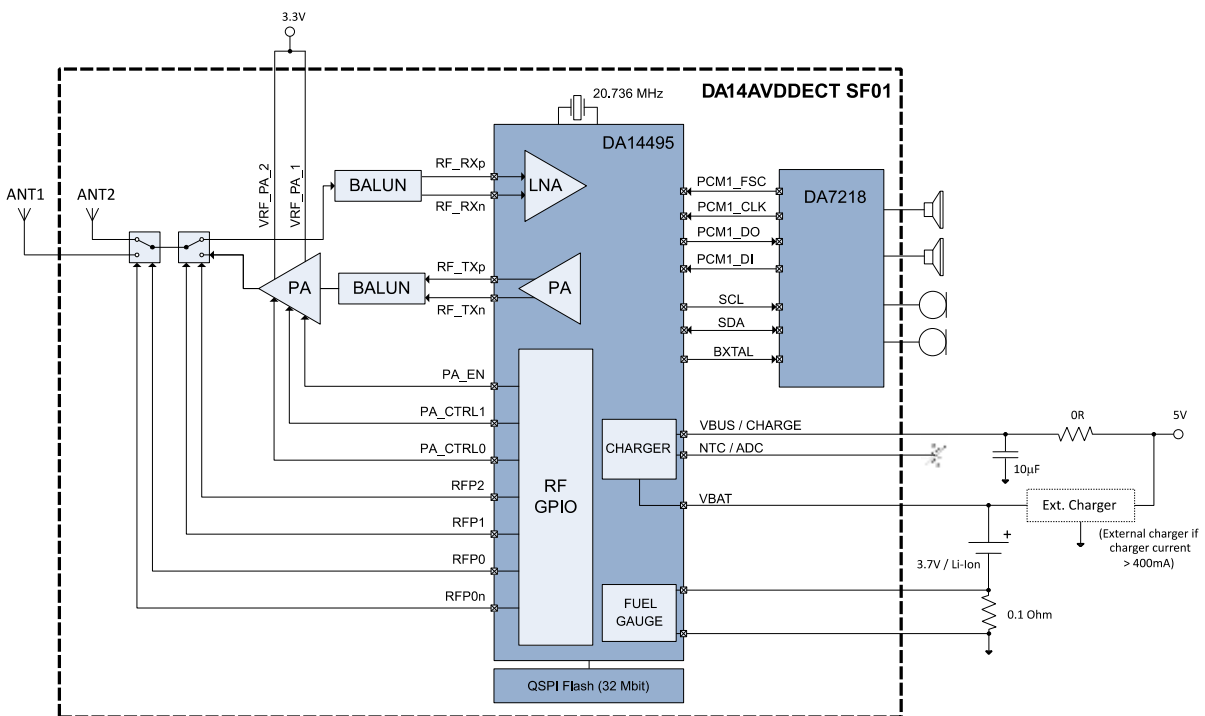 3.3V
DA14AVDDECT SF01
20.736 MHz
DA14495
VRF_PA_2
VRF_PA_1
RF_RXp
PCM1_FSC
ANT1
ANT2
BALUN
LNA
DA7218
RF_RXn
PCM1_CLK
PCM1_DO
RF_TXp
PCM1_DI
PA
BALUN
PA
RF_TXn
SCL
SDA
BXTAL
PA_EN
PA_CTRL1
VBUS / CHARGE
0R
5V
CHARGER
NTC / ADC
PA_CTRL0
10µF
RFP2
RF
GPIO
VBAT
Ext. Charger
RFP1
+
(External charger if
charger current
> 400mA)
3.7V / Li-Ion
RFP0
RFP0n
FUEL
GAUGE
0.1 Ohm
QSPI Flash (32 Mbit)